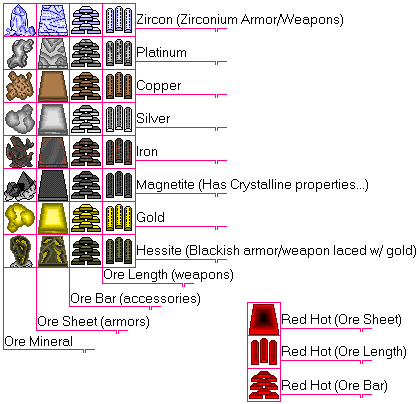 Zircon (Zirconium Armor/Weapons)
Platinum
Copper
Silver
Iron
Magnetite (Has Crystalline properties...)
Gold
Hessite (Blackish armor/weapon laced w/ gold)
Ore Length (weapons)
Ore Bar (accessories)
Ore Sheet (armors)
Ore Mineral
Red Hot (Ore Sheet)
Red Hot (Ore Length)
Red Hot (Ore Bar)